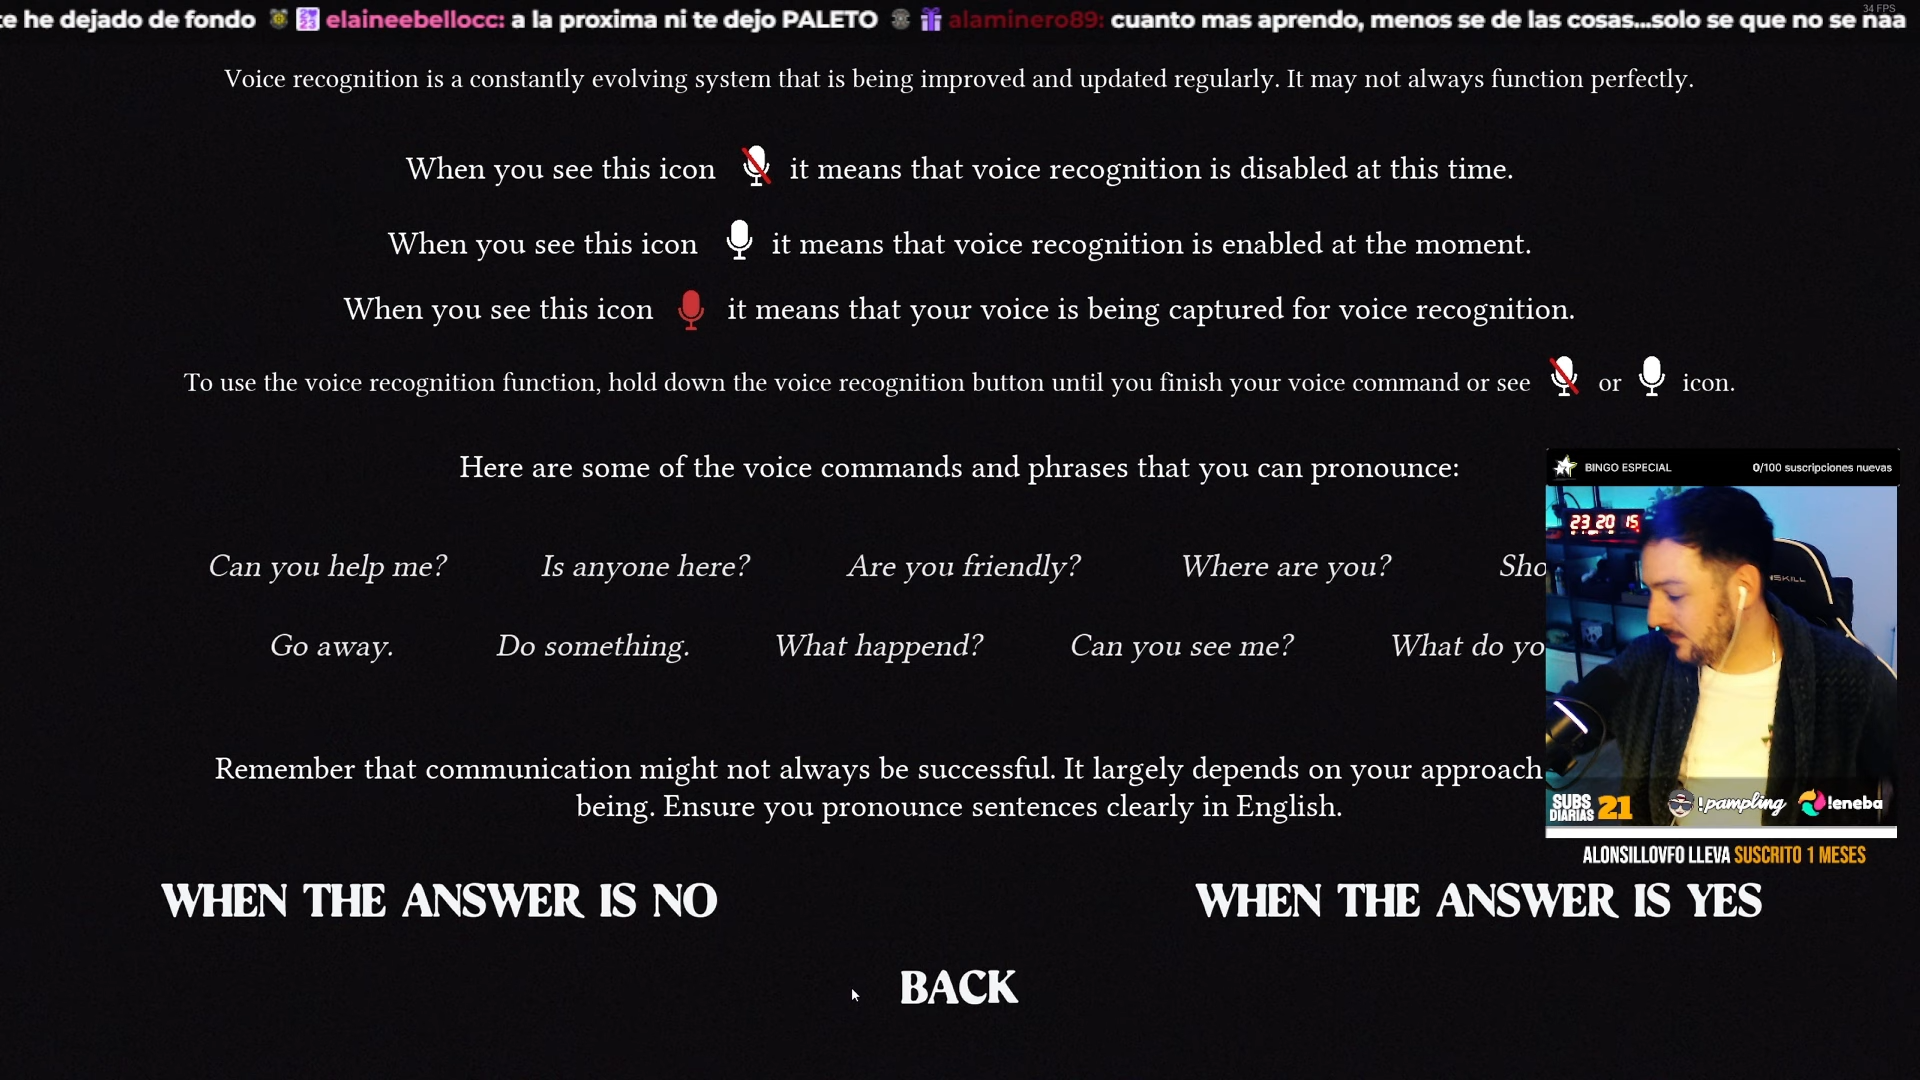 34 FPS
te he dejado de fondo elaineebellocc: a la proxima ni te dejo PALETO alaminero89: cuanto mas aprendo, menos se de las cosas...solo se que no se naa
Voice recognition is a constantly evolving system that is being improved and updated regularly. It may not always function perfectly.
When you see this icon it means that voice recognition is disabled at this time.
When you see this icon it means that voice recognition is enabled at the moment.
When you see this icon it means that your voice is being captured for voice recognition.
To use the voice recognition function, hold down the voice recognition button until you finish your voice command or see or icon.
Here are some of the voice commands and phrases that you can pronounce:
BINGO ESPECIAL 0/100 suscripciones nuevas
23 20 15
Can you help me? Is anyone here? Are you friendly? Where are you? Sho
Go away. Do something. What happend? Can you see me? What do yo
Remember that communication might not always be successful. It largely depends on your approach
being. Ensure you pronounce sentences clearly in English.
SUBS DIARIAS 21 !pampling !eneba
ALONSILLOVFO LLEVA SUSCRITO 1 MESES
WHEN THE ANSWER IS NO WHEN THE ANSWER IS YES
BACK